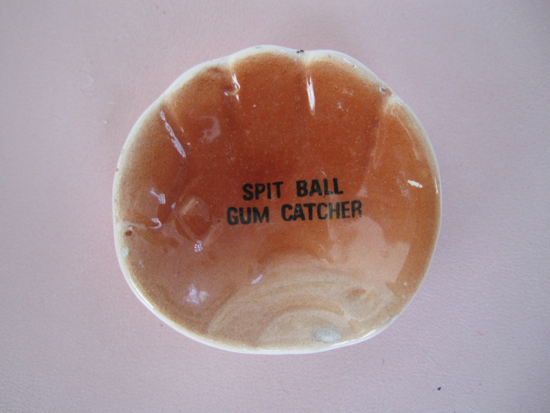 SPIT BALL
GUM CATCHER